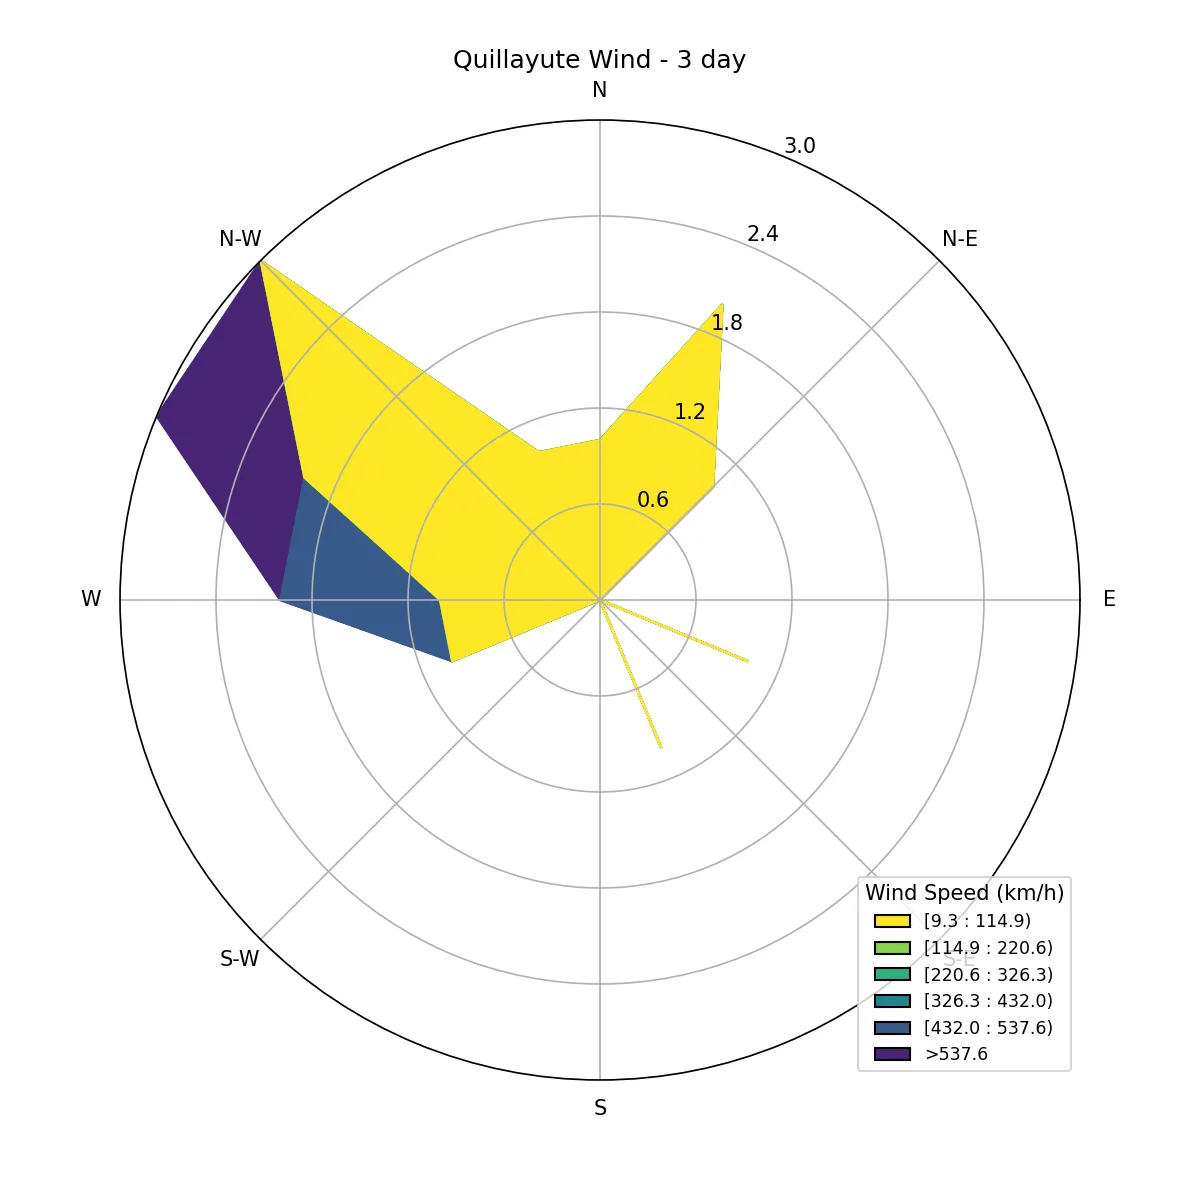 Quillayute Wind - 3 day
N
3.0
2.4
N-W
N-E
1.8
1.2
0.6
W
E
Wind Speed (km/h)
[9.3 : 114.9)
[114.9 : 220.6)
S-W
S-E
[220.6 : 326.3)
[326.3 : 432.0)
[432.0 : 537.6)
>537.6
S